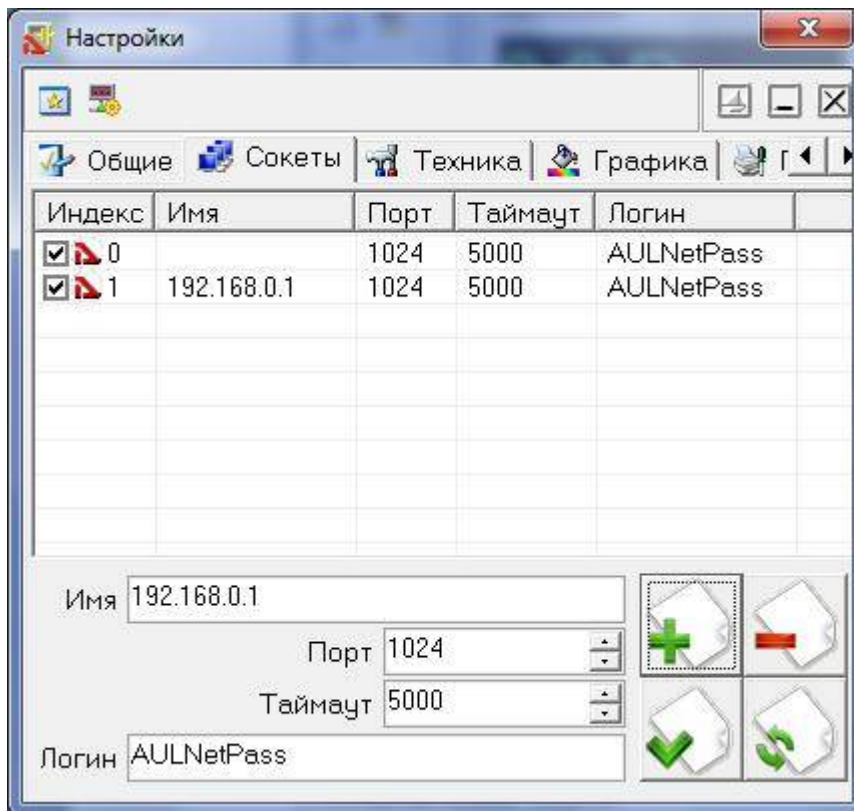 Настройки
Общие Сокеты Техника Графика
Индекс Имя Порт Таймаут Логин
0 1024 5000 AULNetPass
1 192.168.0.1 1024 5000 AULNetPass
Имя 192.168.0.1
Порт 1024
Таймаут 5000
Логин AULNetPass